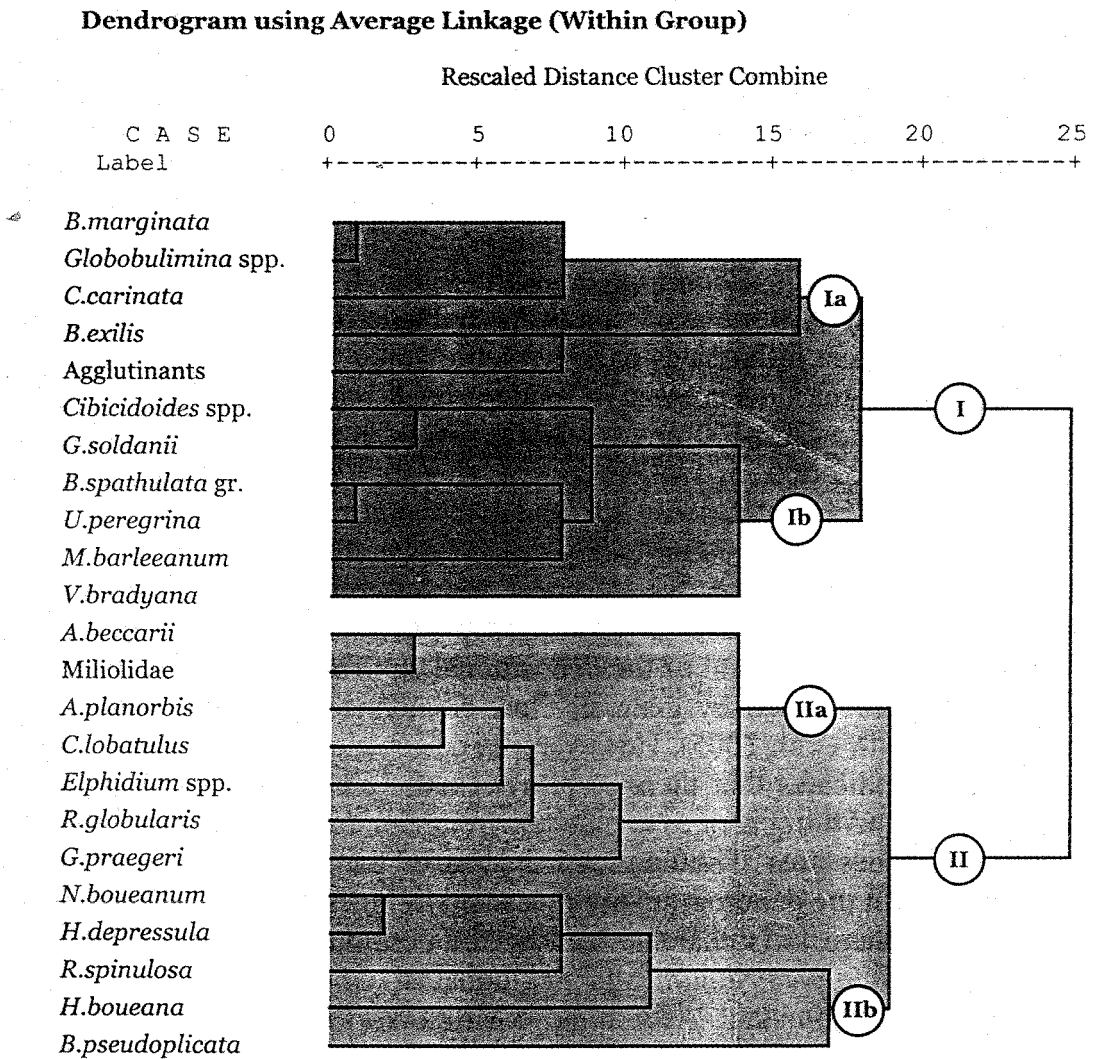 Dendrogram using Average Linkage (Within Group)
Rescaled Distance Cluster Combine
C A S E 0 5 10 15 20 25
Label +---------+---------+---------+---------+---------+
B.marginata
Globobulimina spp.
C.carinata
Ia
B.exilis
Agglutinants
Cibicidoides spp.
I
G.soldanii
B.spathulata gr.
U.peregrina
Ib
M.barleeanum
V.bradyana
A.beccarii
Miliolidae
A.planorbis
IIa
C.lobatulus
Elphidium spp.
R.globularis
G.praegeri
II
N.boueanum
H.depressula
R.spinulosa
H.boueana
IIb
B.pseudoplicata